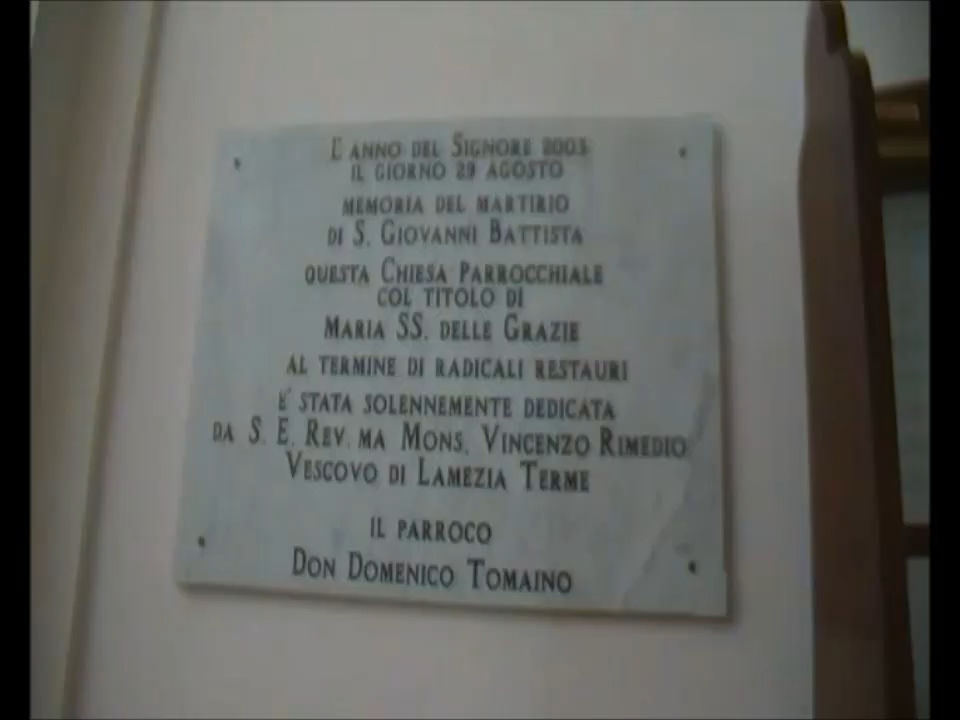 L'ANNO DEL SIGNORE 2003
IL GIORNO 29 AGOSTO
MEMORIA DEL MARTIRIO
DI S. GIOVANNI BATTISTA
QUESTA CHIESA PARROCCHIALE
COL TITOLO DI
MARIA SS. DELLE GRAZIE
AL TERMINE DI RADICALI RESTAURI
E' STATA SOLENNEMENTE DEDICATA
DA S. E. REV.MA MONS. VINCENZO RIMEDIO
VESCOVO DI LAMEZIA TERME
IL PARROCO
DON DOMENICO TOMAINO